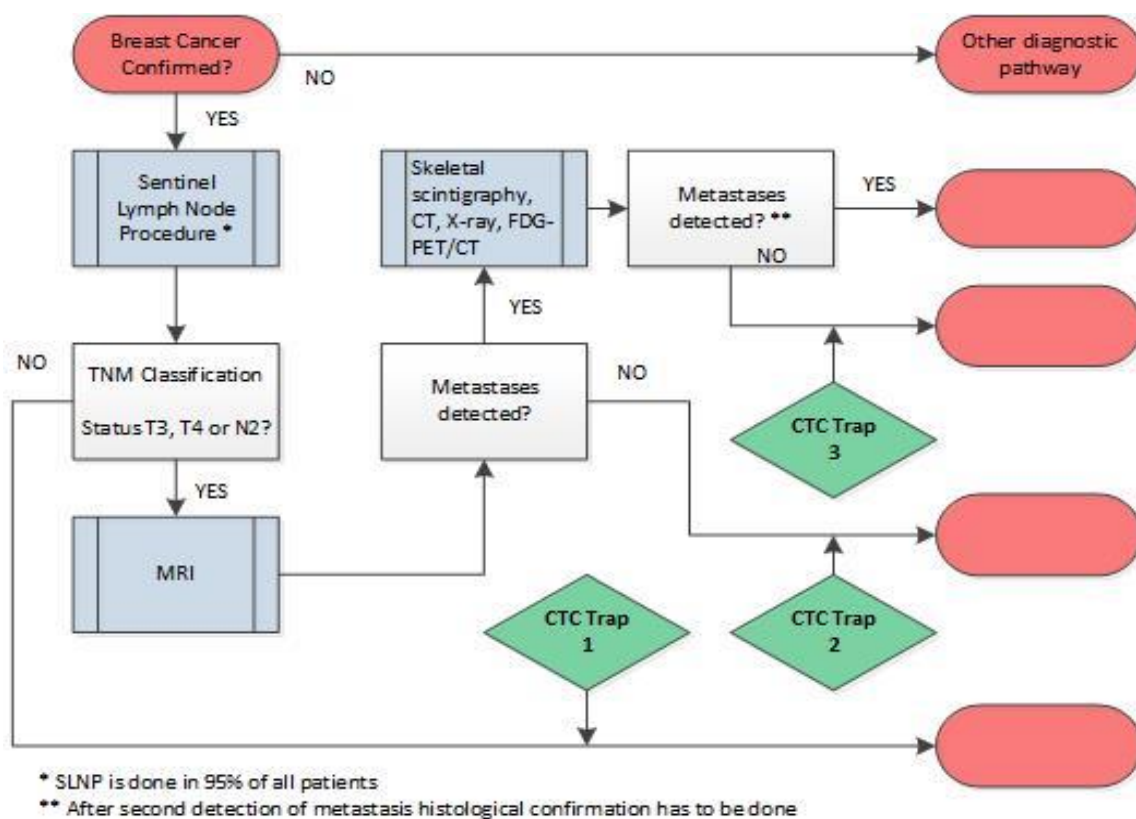 Breast Cancer
Confirmed?
Other diagnostic
pathway
NO
YES
Sentinel
Lymph Node
Procedure *
Skeletal
scintigraphy,
CT, X-ray, FDG-
PET/CT
Metastases
detected? **
YES
NO
YES
NO
TNM Classification
Status T3, T4 or N2?
Metastases
detected?
NO
CTC Trap
3
YES
MRI
CTC Trap
1
CTC Trap
2
* SLNP is done in 95% of all patients
** After second detection of metastasis histological confirmation has to be done